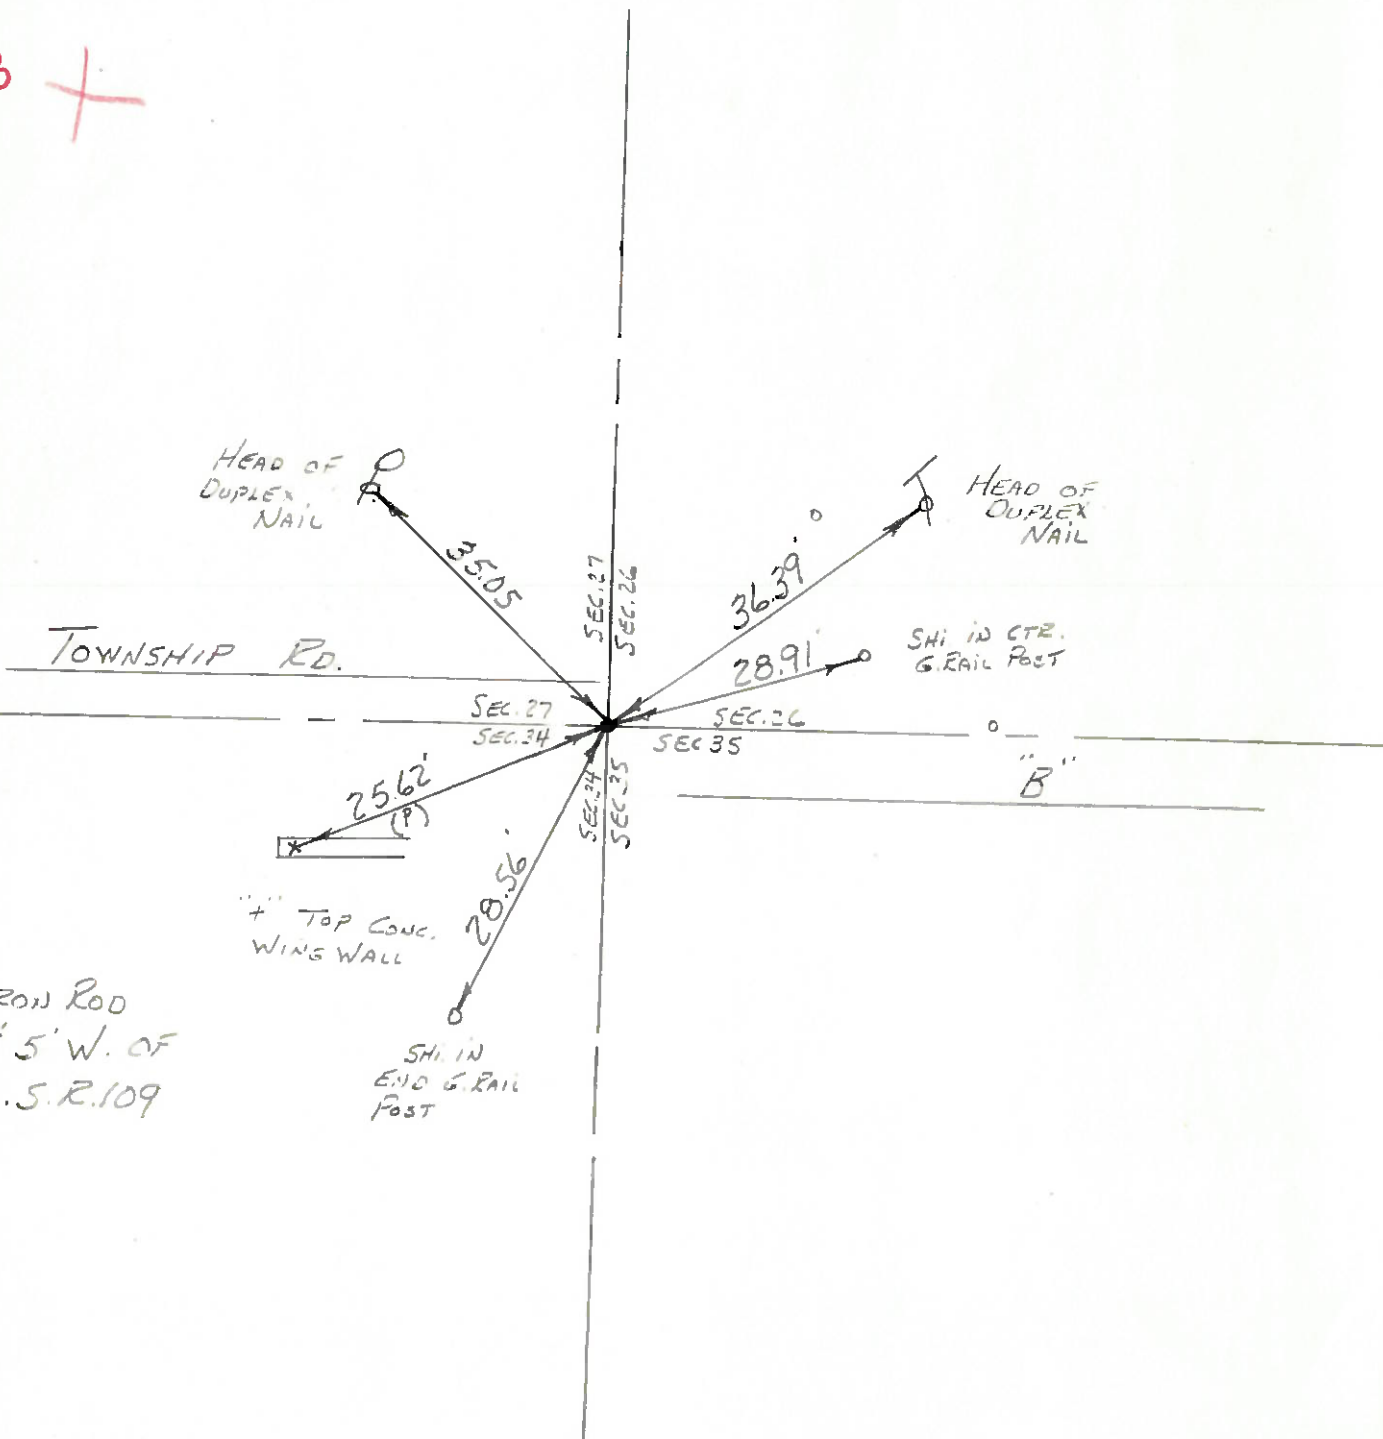 HEAD OF
DUPLEX
NAIL
HEAD OF
DUPLEX
NAIL
35.05
36.39'
SEC. 27
SEC. 26
28.91'
SHI IN CTR.
G.RAIL POST
TOWNSHIP RD.
SEC. 27
SEC. 34
SEC. 26
SEC 35
"B"
25.62'
(P)
SEC. 34
SEC. 35
28.56'
"+" TOP CONC.
WING WALL
ROD
5' W. OF
S.R.109
SHI. IN
END G.RAIL
POST